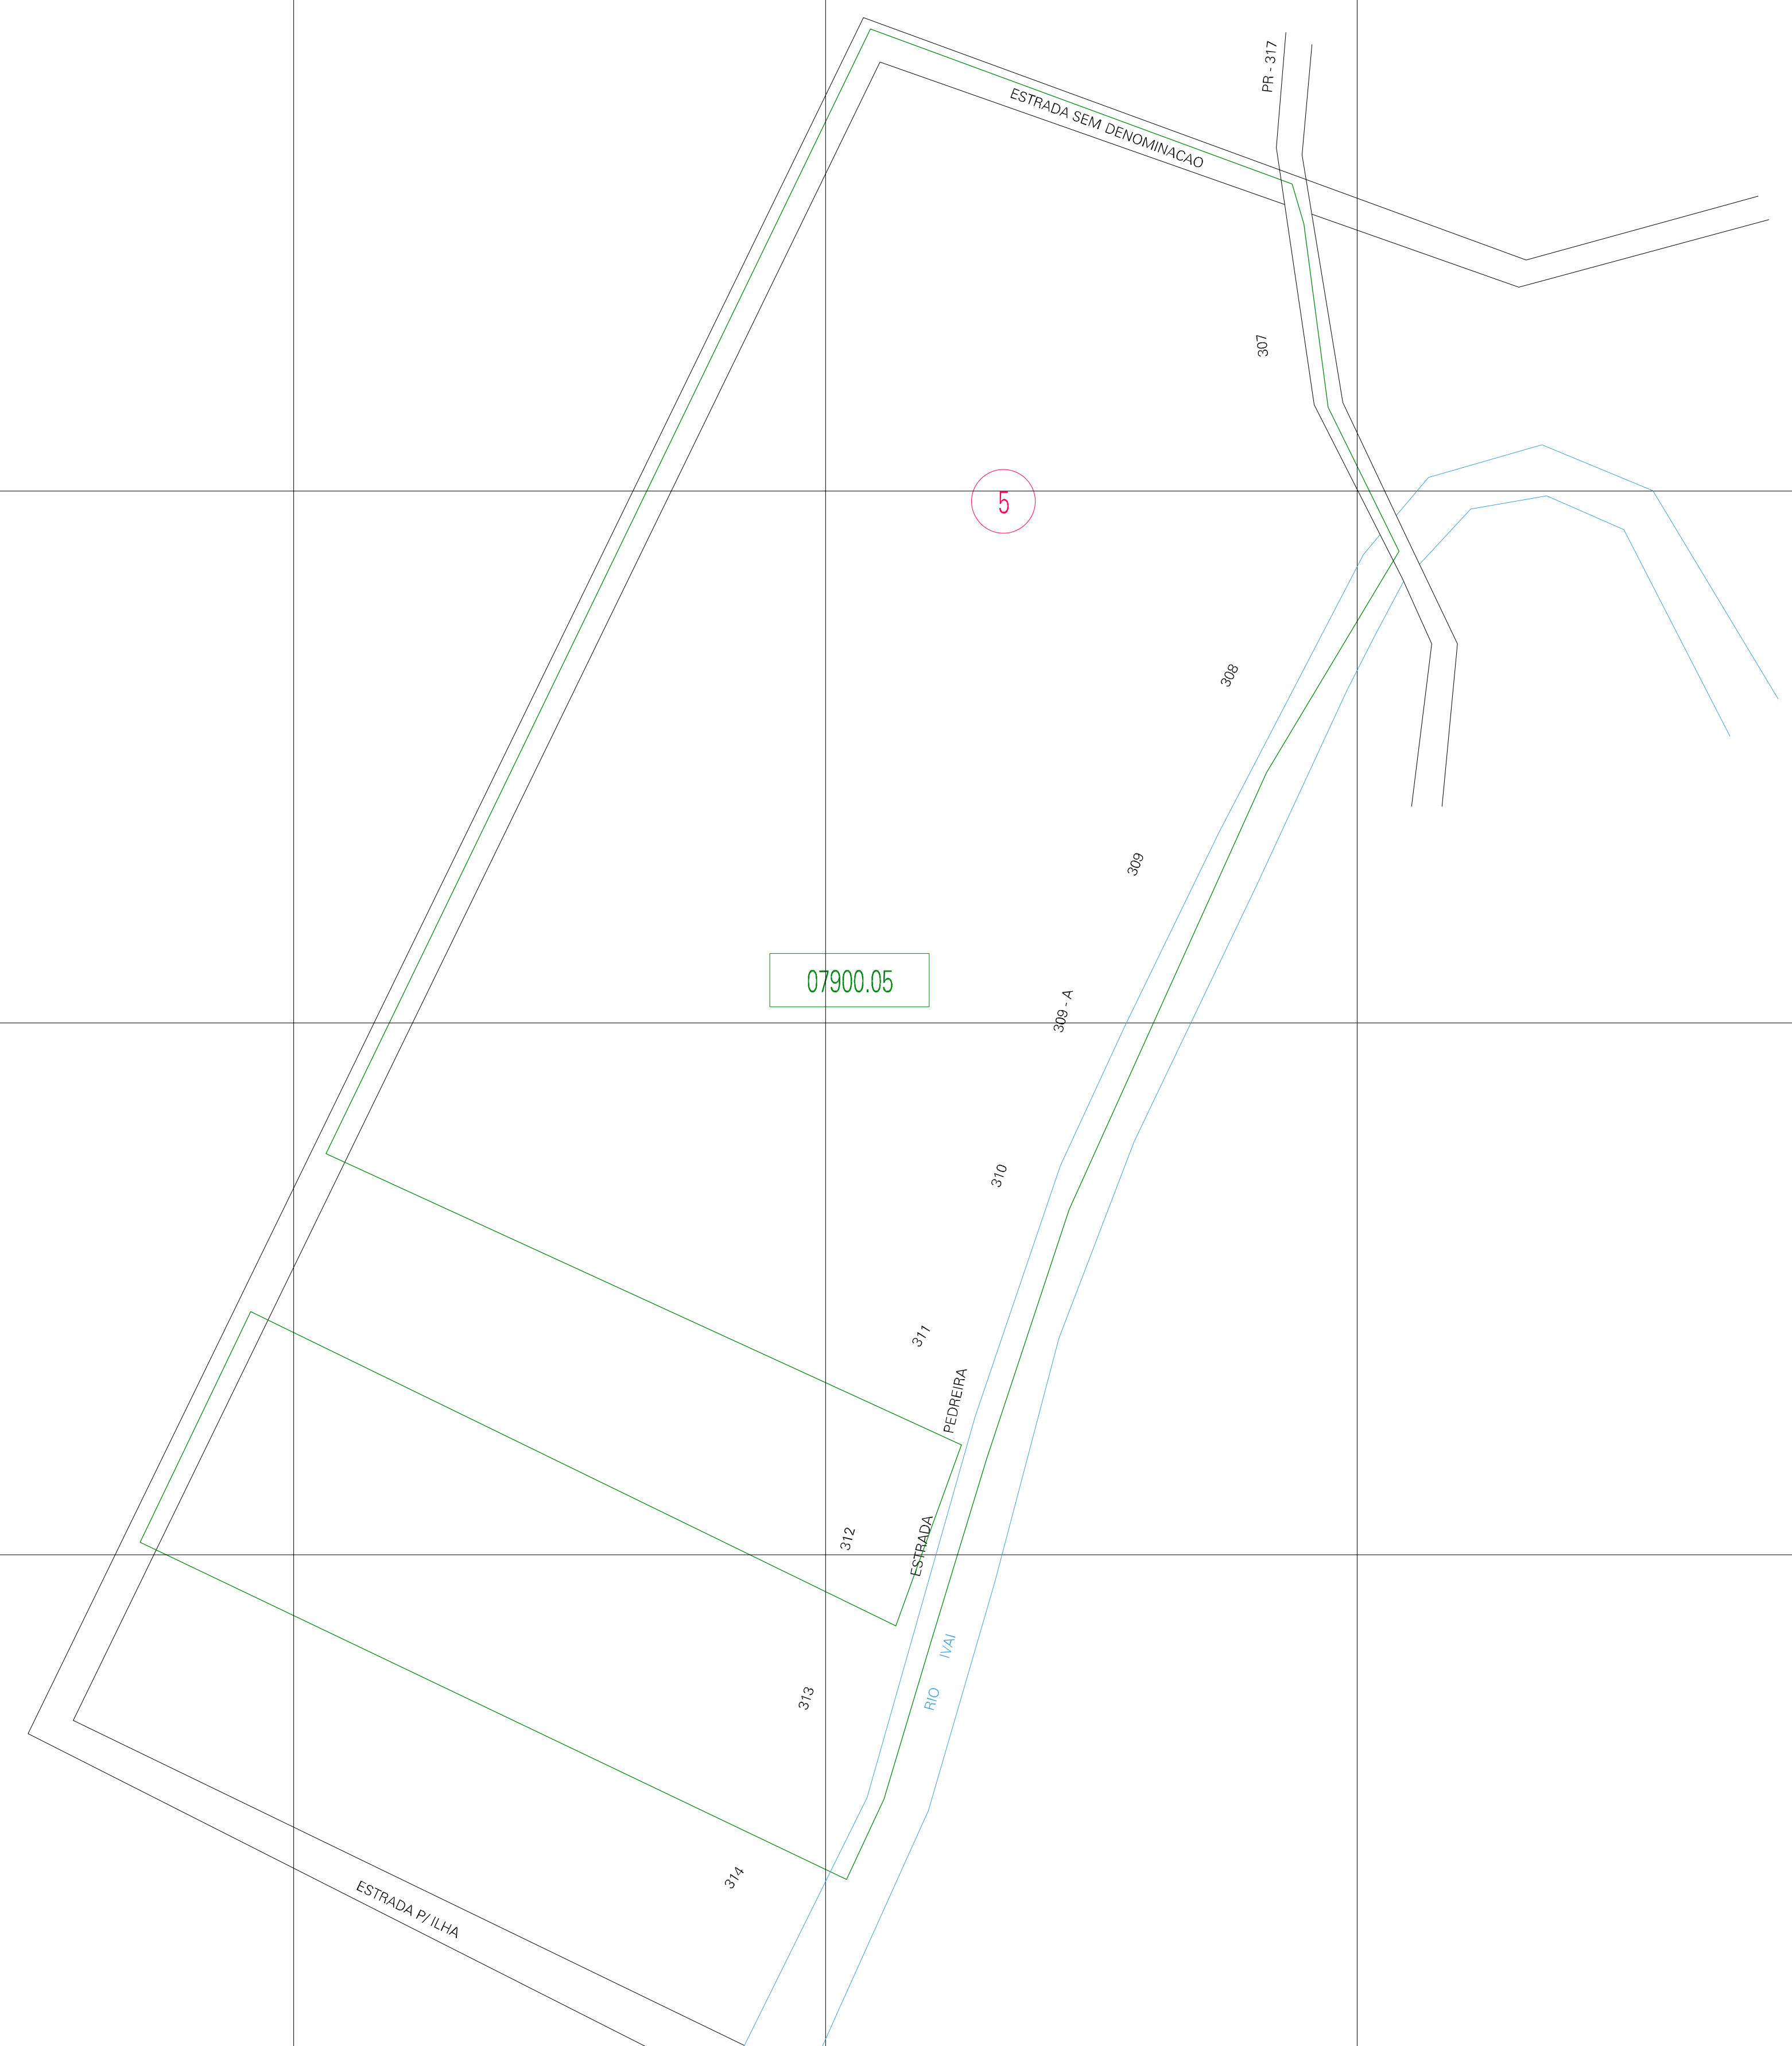 PR - 317
ESTRADA SEM DENOMINACAO
307
5
308
309
07900.05
309 - A
310
311
PEDREIRA
312
ESTRADA
IVAI
RIO
313
314
ESTRADA P/ ILHA